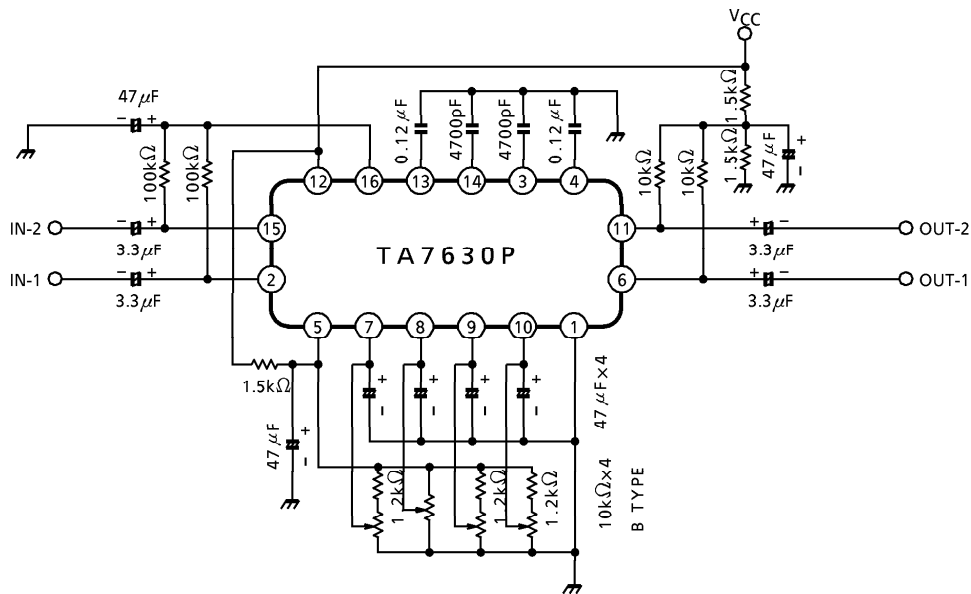 VCC
47μF
− +
100kΩ
100kΩ
0.12μF
4700pF
4700pF
0.12μF
1.5kΩ
1.5kΩ
10kΩ
10kΩ
47μF
+
−
12
16
13
14
3
4
IN-2
− +
3.3μF
15
TA7630P
11
+ −
3.3μF
OUT-2
IN-1
− +
3.3μF
2
6
+ −
3.3μF
OUT-1
5
7
8
9
10
1
1.5kΩ
+
−
+
−
+
−
+
−
47μF×4
47μF
+
−
1.2kΩ
1.2kΩ
1.2kΩ
10kΩ×4
B TYPE